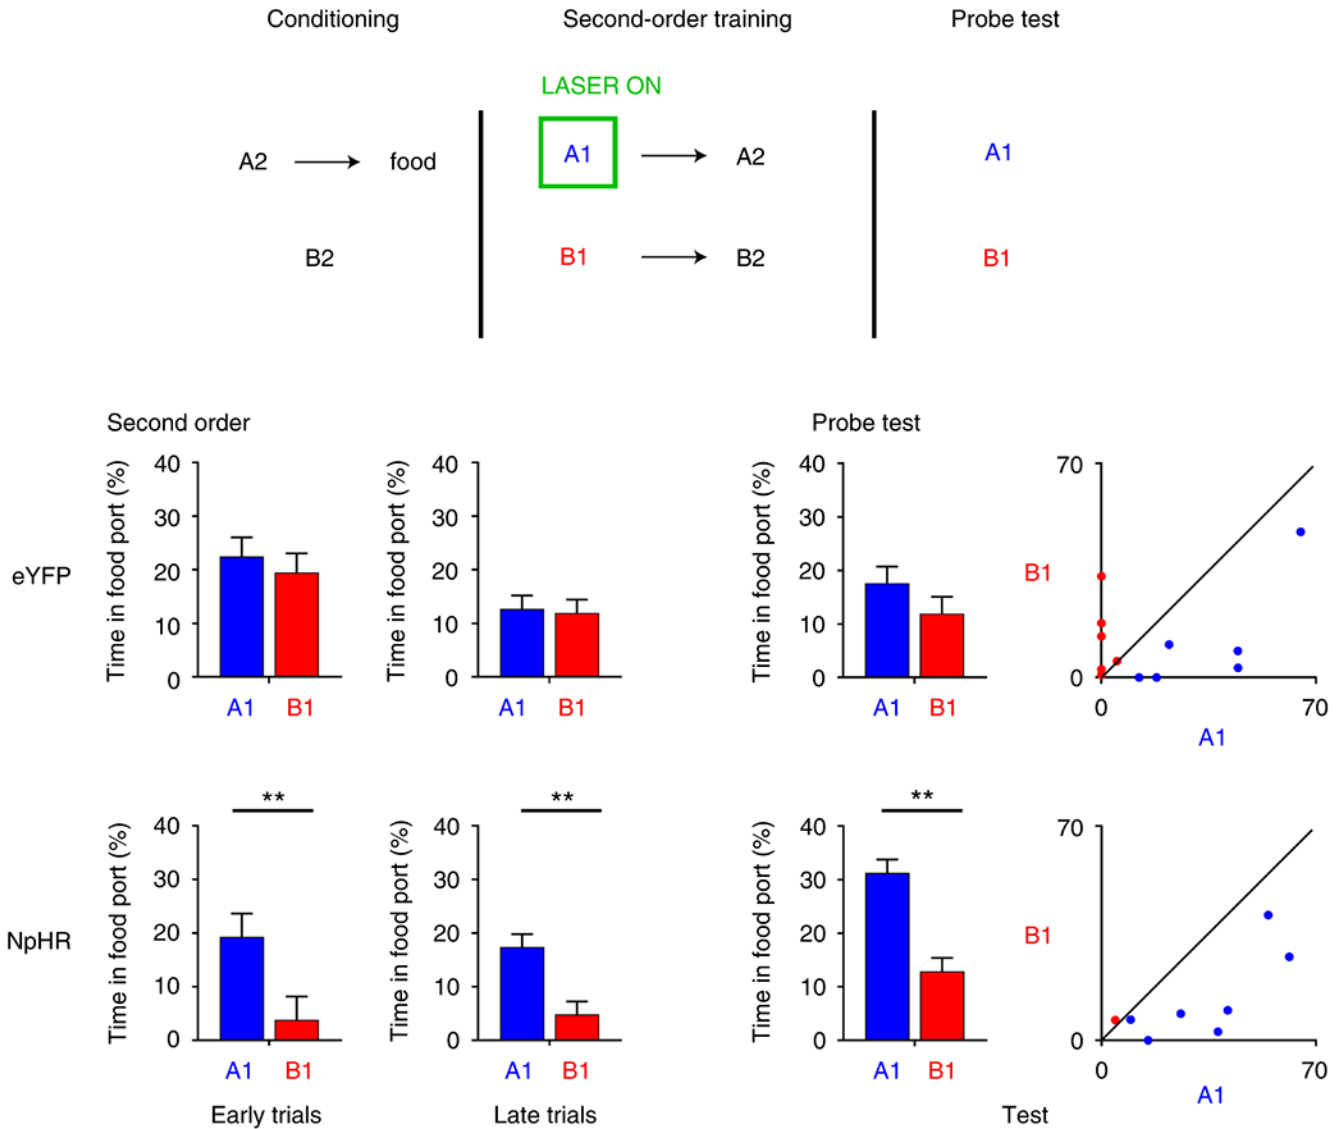 Conditioning Second-order training Probe test
LASER ON
A2 food A1 A2 A1
B2 B1 B2 B1
Second order Probe test
eYFP
Time in food port (%)
40
30
20
10
0
A1 B1
Time in food port (%)
40
30
20
10
0
A1 B1
Time in food port (%)
40
30
20
10
0
A1 B1
B1
70
0
0 70
A1
NpHR
**
Time in food port (%)
40
30
20
10
0
A1 B1
Early trials
**
Time in food port (%)
40
30
20
10
0
A1 B1
Late trials
**
Time in food port (%)
40
30
20
10
0
A1 B1
B1
70
0
0 70
A1
Test